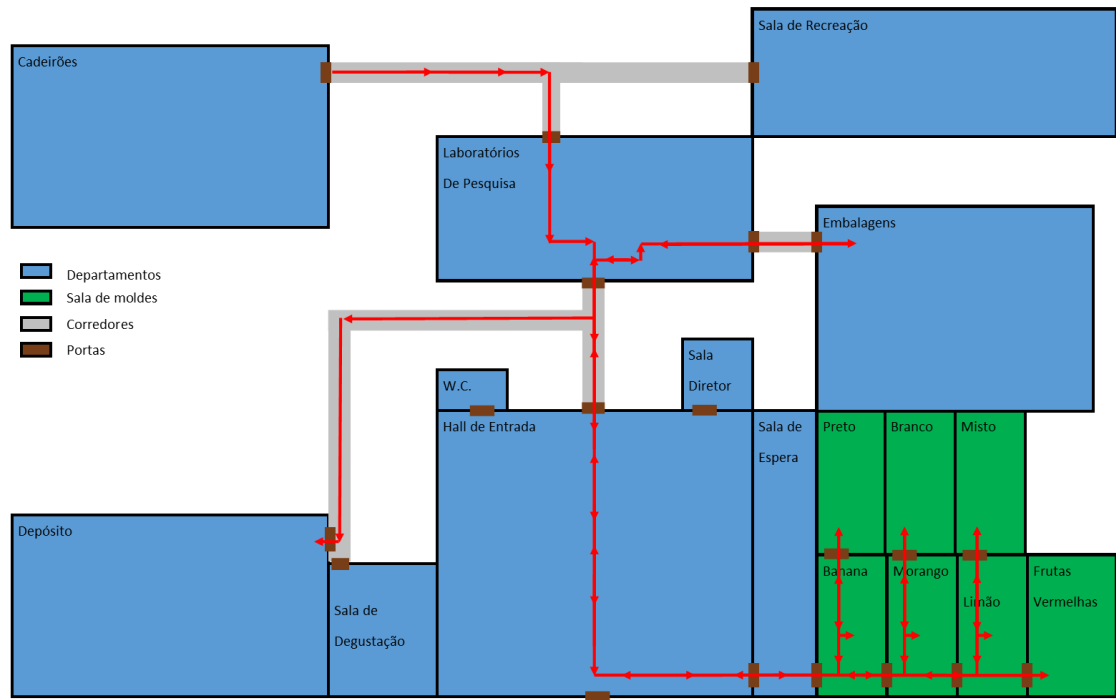 Cadeirões
Sala de Recreação
Laboratórios
De Pesquisa
Embalagens
Departamentos
Sala de moldes
Corredores
Portas
W.C.
Sala
Diretor
Hall de Entrada
Sala de
Espera
Preto
Branco
Misto
Depósito
Sala de
Degustação
Banana
Morango
Limão
Frutas
Vermelhas